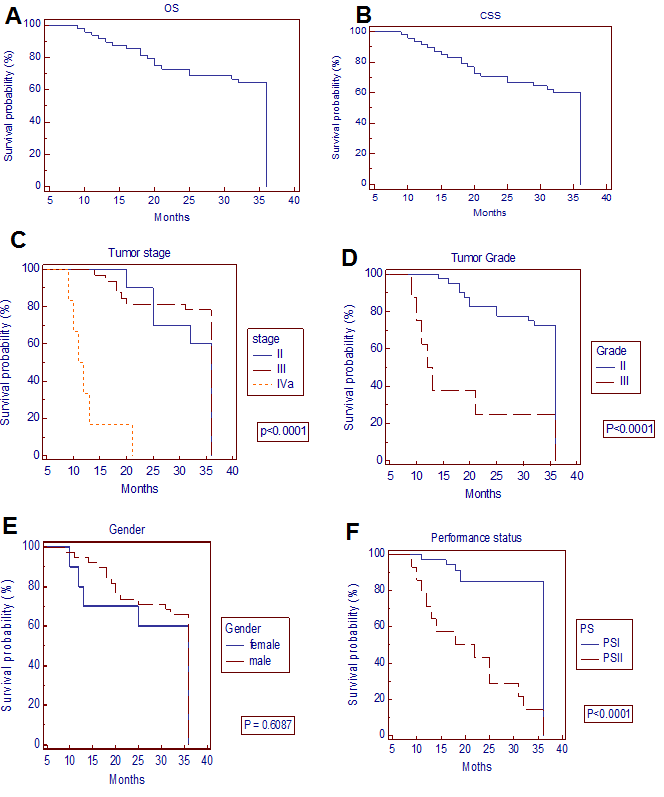 A
OS
Survival probability (%)
100
80
60
40
20
0
5 10 15 20 25 30 35 40
Months
B
CSS
Survival probability (%)
100
80
60
40
20
0
5 10 15 20 25 30 35 40
Months
C
Tumor stage
Survival probability (%)
100
80
60
40
20
0
5 10 15 20 25 30 35 40
Months
stage
II
III
IVa
p<0.0001
D
Tumor Grade
Survival probability (%)
100
80
60
40
20
0
5 10 15 20 25 30 35 40
Months
Grade
II
III
P<0.0001
E
Gender
Survival probability (%)
100
80
60
40
20
0
5 10 15 20 25 30 35 40
Months
Gender
female
male
P = 0.6087
F
Performance status
Survival probability (%)
100
80
60
40
20
0
5 10 15 20 25 30 35 40
Months
PS
PSI
PSII
P<0.0001